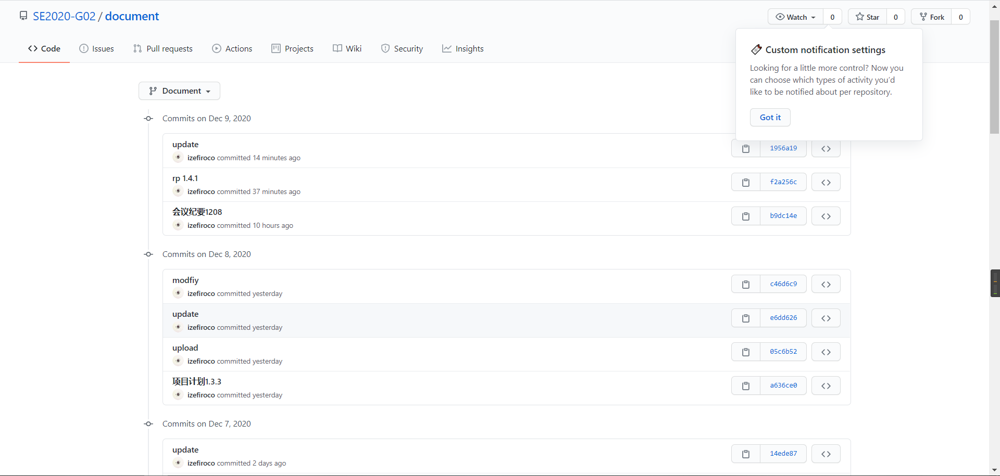 SE2020-G02 / document
Watch 0 Star 0 Fork 0
Code Issues Pull requests Actions Projects Wiki Security Insights
Custom notification settings
Looking for a little more control? Now you
can choose which types of activity you'd
like to be notified about per repository.
Got it
Document
Commits on Dec 9, 2020
update
1956a19
izefiroco committed 14 minutes ago
rp 1.4.1
f2a256c
izefiroco committed 37 minutes ago
会议纪要1208
b9dc14e
izefiroco committed 10 hours ago
Commits on Dec 8, 2020
modfiy
c46d6c9
izefiroco committed yesterday
update
e6dd626
izefiroco committed yesterday
upload
05c6b52
izefiroco committed yesterday
项目计划1.3.3
a636ce0
izefiroco committed yesterday
Commits on Dec 7, 2020
update
14ede87
izefiroco committed 2 days ago